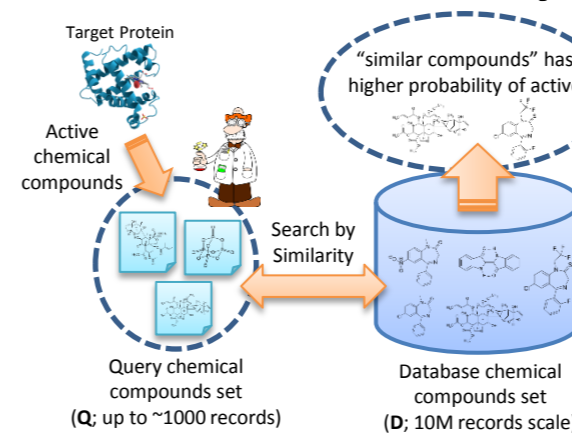 Target Protein
Active
chemical
compounds
“similar compounds” has
higher probability of active
Search by
Similarity
Query chemical
compounds set
(Q; up to ~1000 records)
Database chemical
compounds set
(D; 10M records scale)